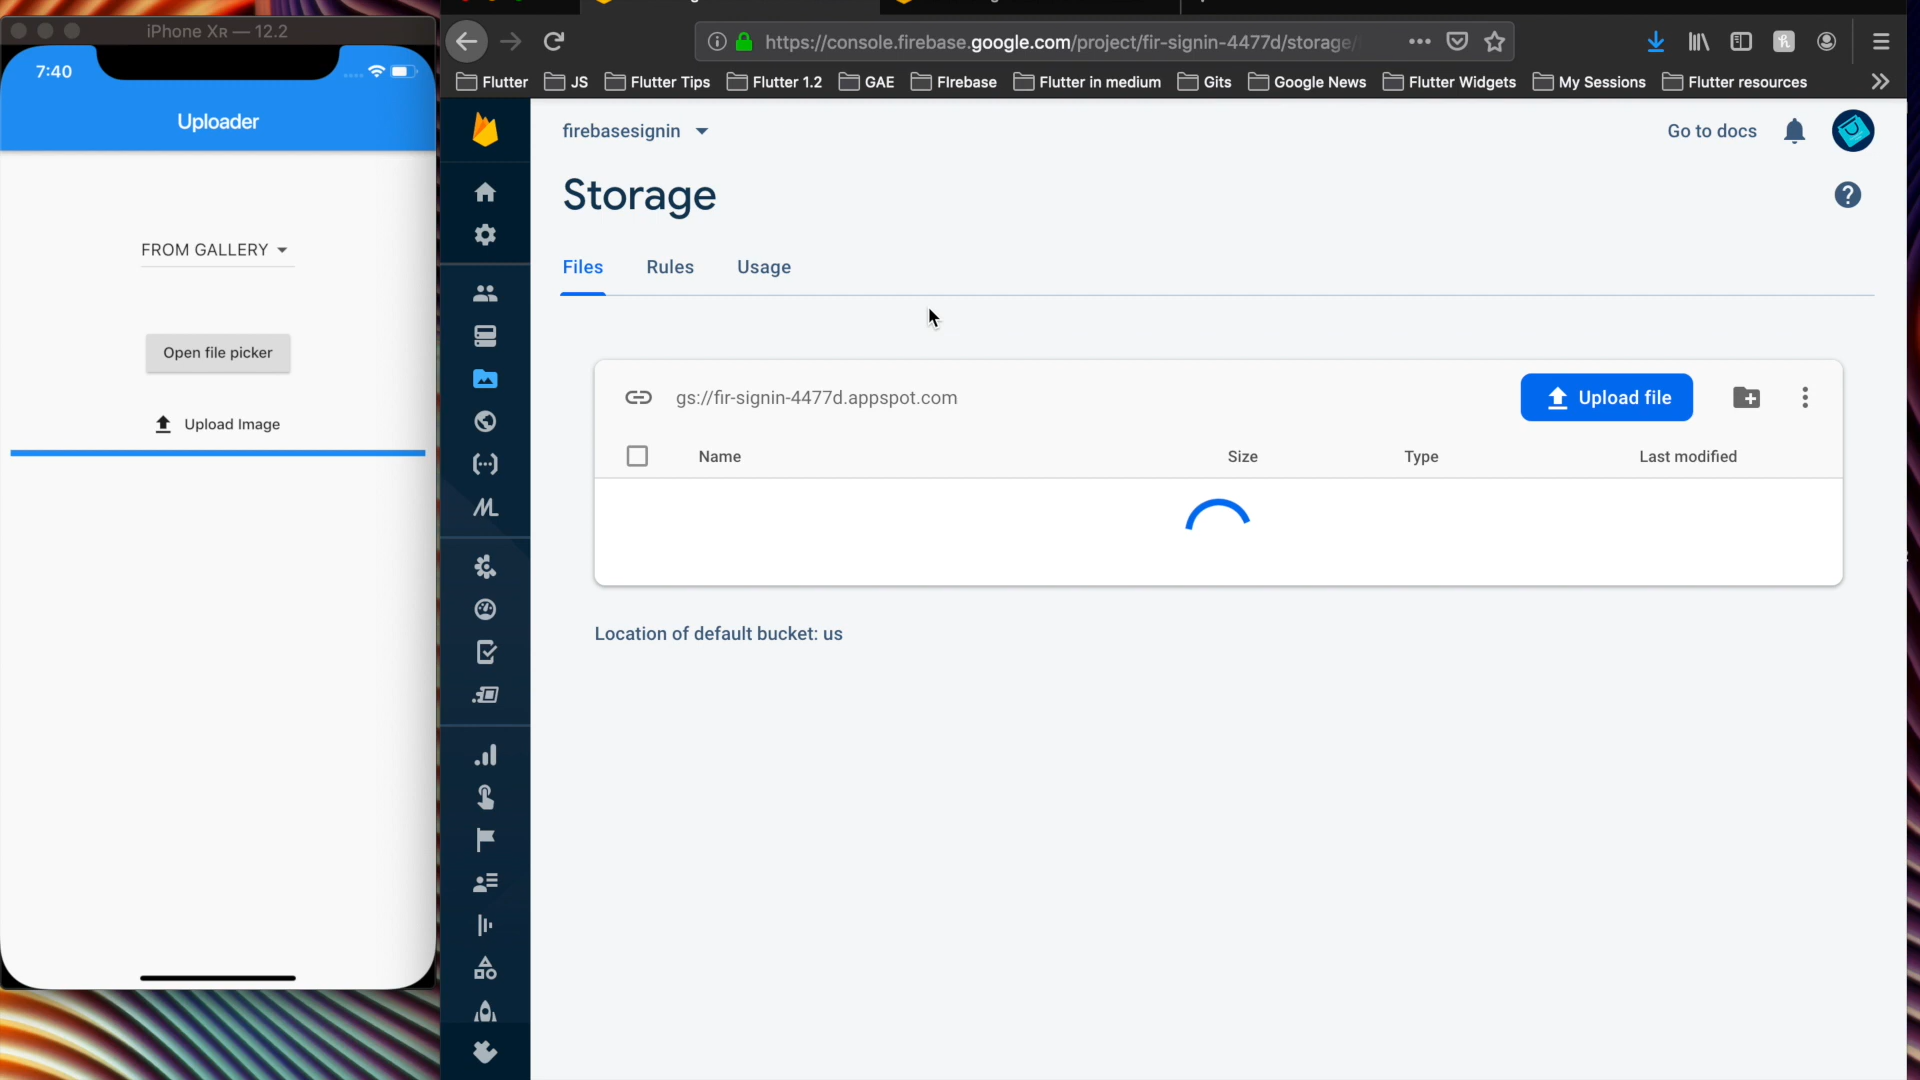 iPhone XR — 12.2
7:40
Uploader
FROM GALLERY
Open file picker
Upload Image
https://console.firebase.google.com/project/fir-signin-4477d/storage/
Flutter JS Flutter Tips Flutter 1.2 GAE FIrebase Flutter in medium Gits Google News Flutter Widgets My Sessions Flutter resources
firebasesignin
Go to docs
Storage
Files Rules Usage
gs://fir-signin-4477d.appspot.com
Upload file
Name Size Type Last modified
Location of default bucket: us